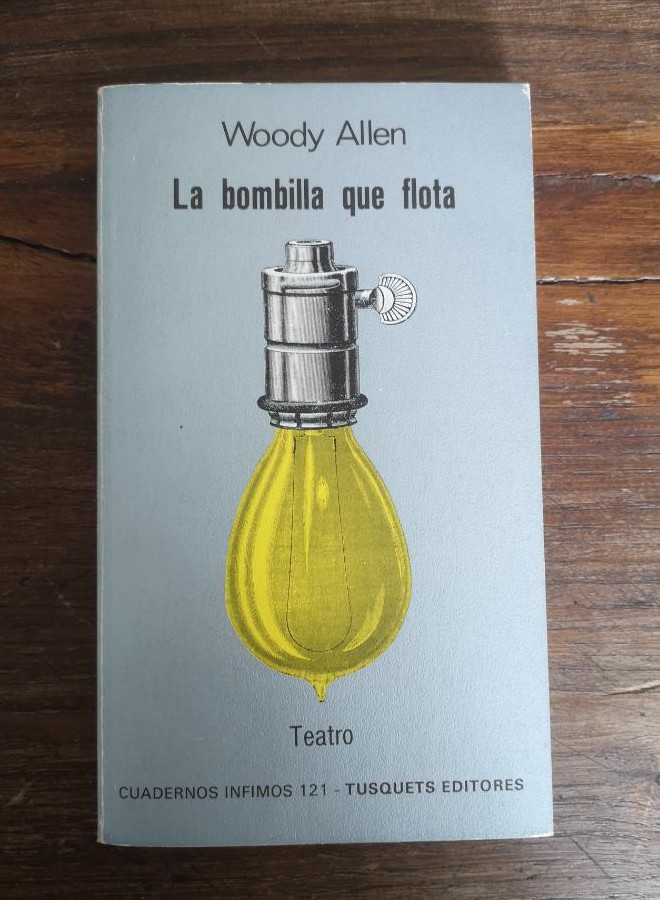 Woody Allen
La bombilla que flota
Teatro
CUADERNOS INFIMOS 121 - TUSQUETS EDITORES